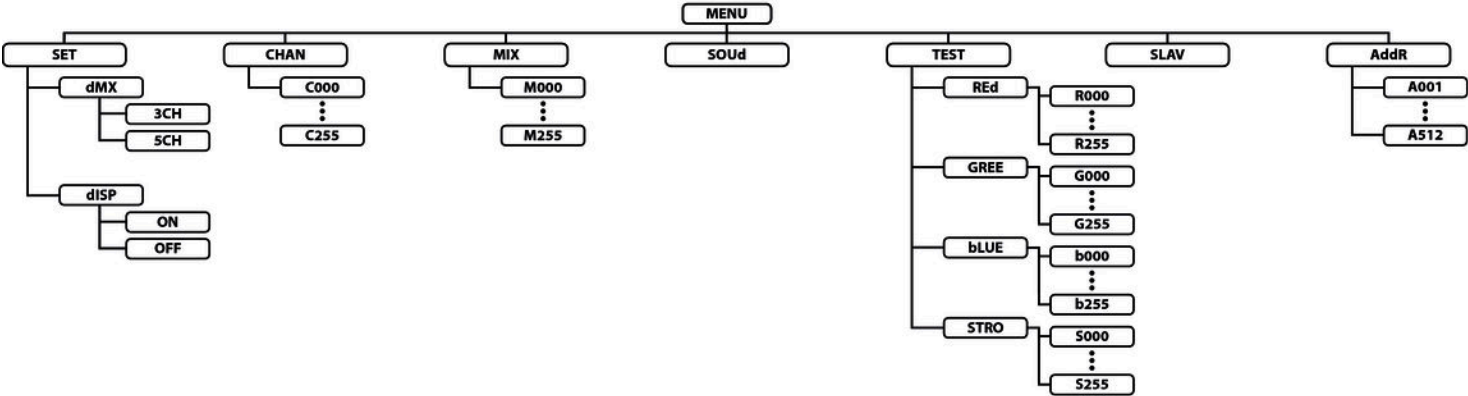 MENU
SET CHAN MIX SOUd TEST SLAV AddR
dMX C000 M000 REd A001
R000
3CH
C255 M255 A512
5CH
R255
GREE
G000
dISP
ON
G255
OFF
bLUE
b000
b255
STRO
S000
S255